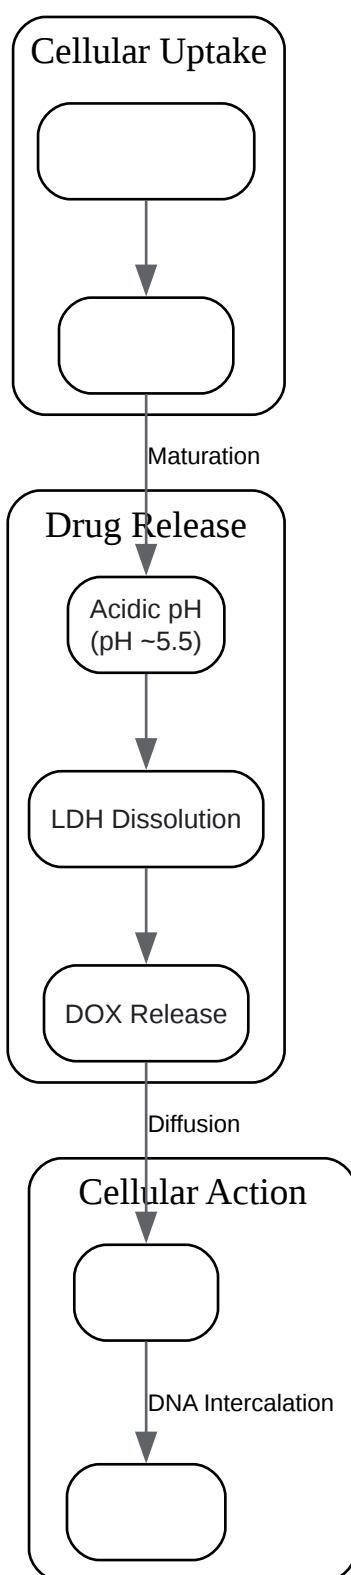 Cellular Uptake
Maturation
Drug Release
Acidic pH
(pH ~5.5)
LDH Dissolution
DOX Release
Diffusion
Cellular Action
DNA Intercalation